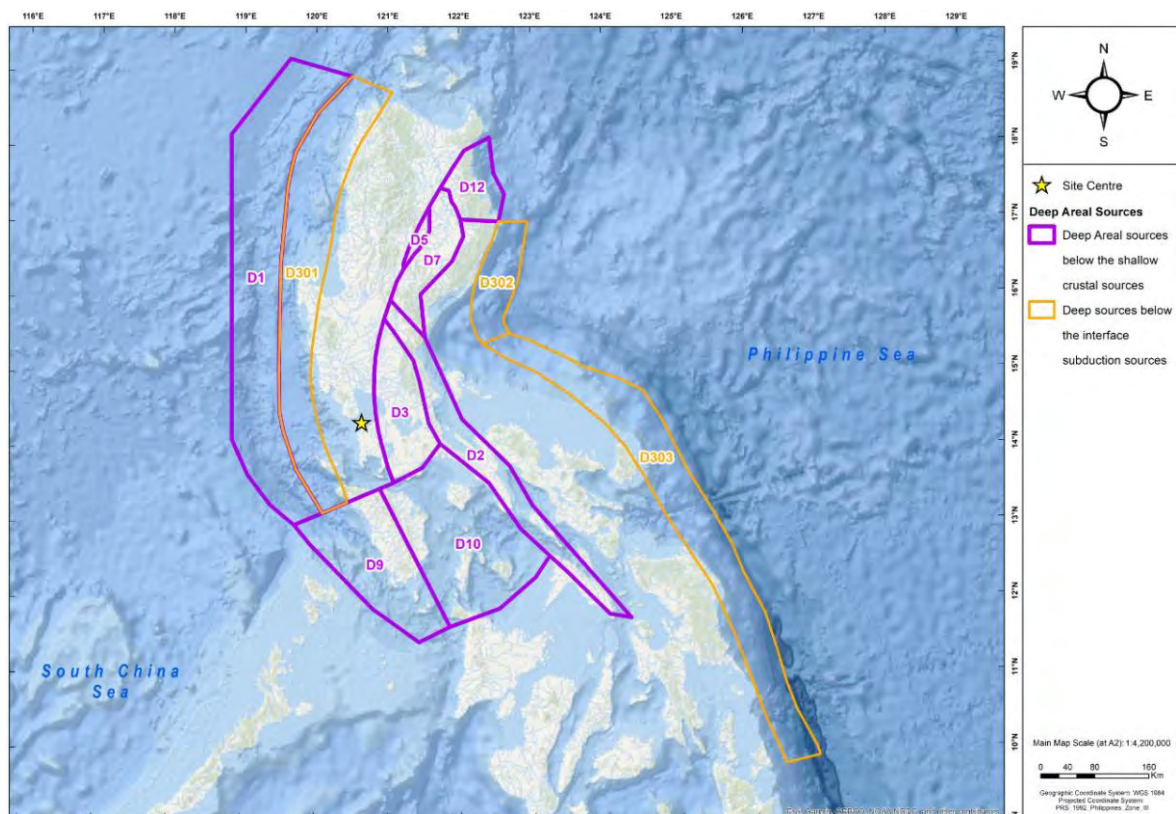 116°E 117°E 118°E 119°E 120°E 121°E 122°E 123°E 124°E 125°E 126°E 127°E 128°E 129°E
19°N
18°N
17°N
16°N
15°N
14°N
13°N
12°N
11°N
10°N
D12
D5
D7
D1
D301
D302
Philippine Sea
D3
D2
D303
D10
D9
South China
Sea
N
W E
S
Site Centre
Deep Areal Sources
Deep Areal sources
below the shallow
crustal sources
Deep sources below
the interface
subduction sources
Main Map Scale (at A2): 1:4,200,000
0 40 80 160
Km
Geographic Coordinate System: WGS 1984
Projected Coordinate System:
PRS 1992 Philippines Zone III